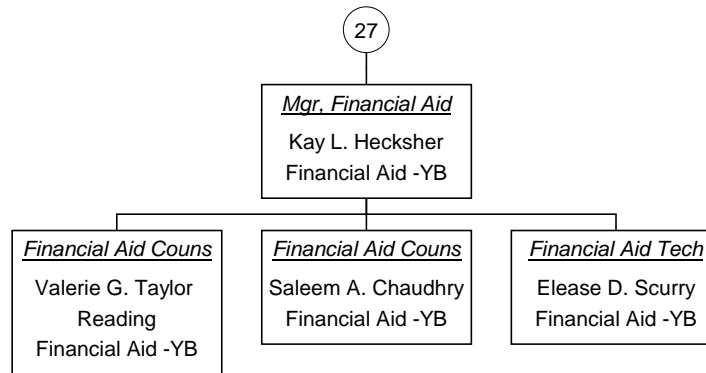 27
Mgr, Financial Aid
Kay L. Hecksher
Financial Aid -YB
Financial Aid Couns
Valerie G. Taylor
Reading
Financial Aid -YB
Financial Aid Couns
Saleem A. Chaudhry
Financial Aid -YB
Financial Aid Tech
Elease D. Scurry
Financial Aid -YB